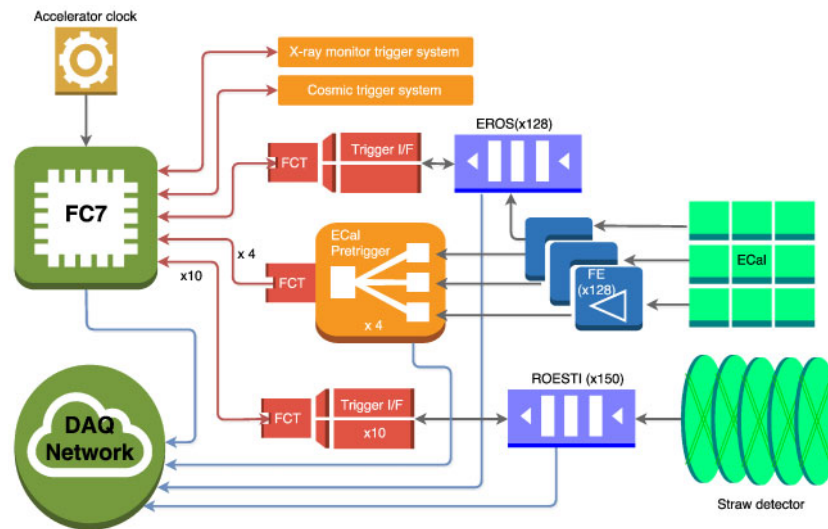 Accelerator clock
X-ray monitor trigger system
Cosmic trigger system
EROS(x128)
FCT
Trigger I/F
FC7
x 4
x10
ECal
Pretrigger
FCT
x 4
FE
(x128)
ECal
ROESTI (x150)
FCT
Trigger I/F
x10
DAQ
Network
Straw detector